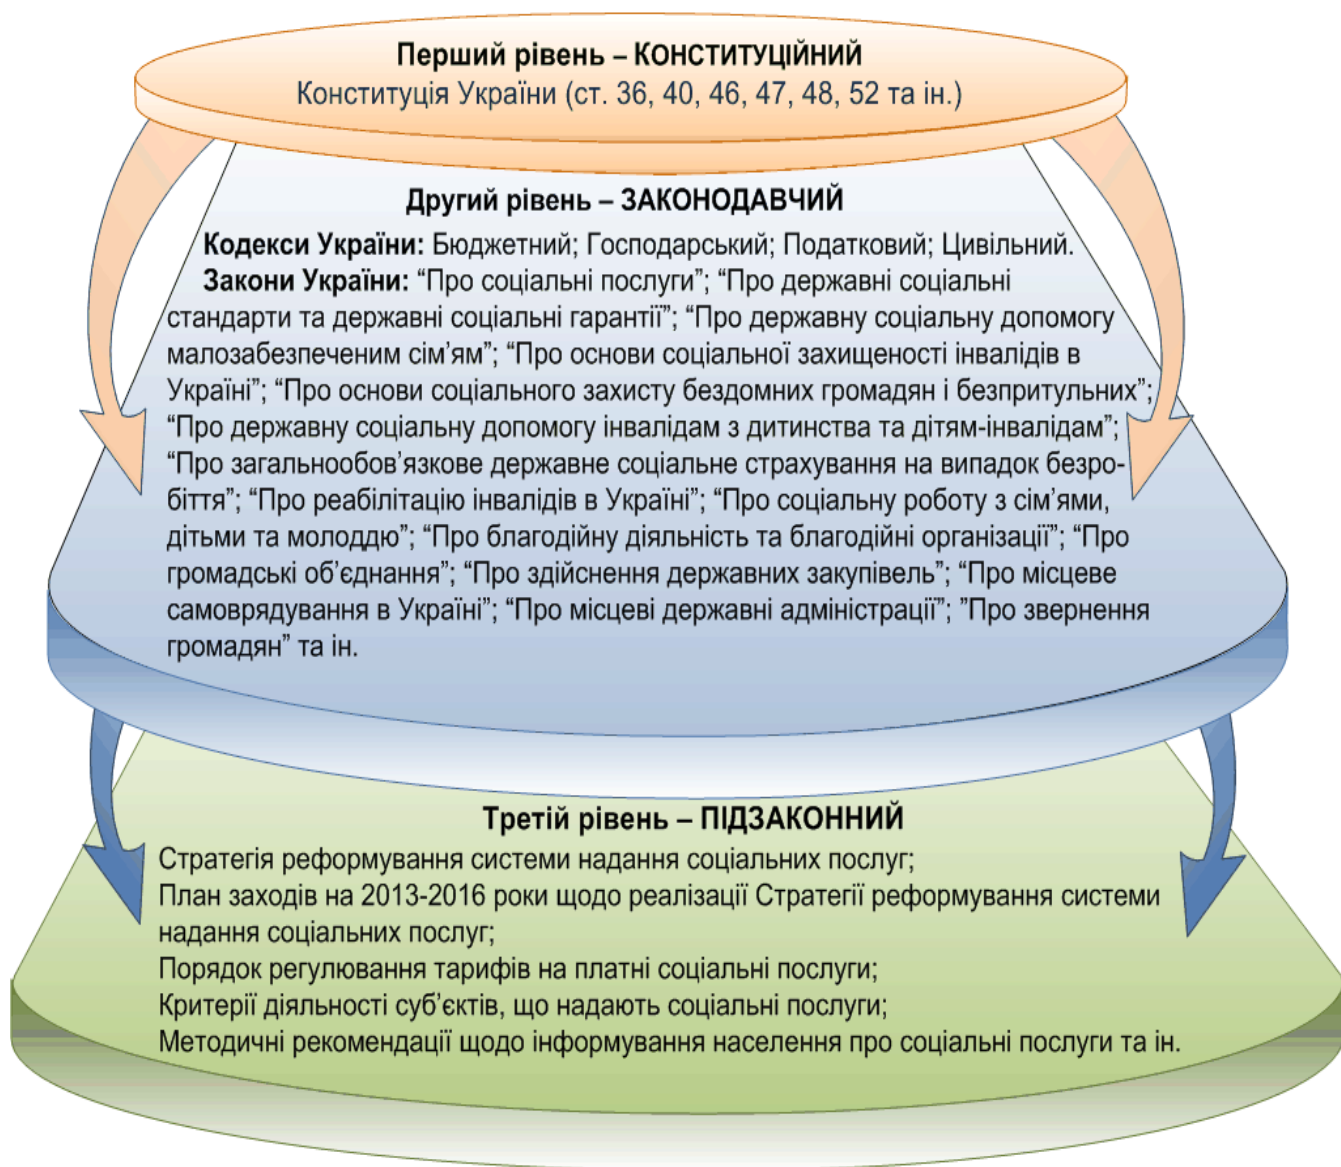 Перший рівень – КОНСТИТУЦІЙНИЙ
Конституція України (ст. 36, 40, 46, 47, 48, 52 та ін.)
Другий рівень – ЗАКОНОДАВЧИЙ
Кодекси України: Бюджетний; Господарський; Податковий; Цивільний.
Закони України: “Про соціальні послуги”; “Про державні соціальні
стандарти та державні соціальні гарантії”; “Про державну соціальну допомогу
малозабезпеченим сім’ям”; “Про основи соціальної захищеності інвалідів в
Україні”; “Про основи соціального захисту бездомних громадян і безпритульних”;
“Про державну соціальну допомогу інвалідам з дитинства та дітям-інвалідам”;
“Про загальнообов’язкове державне соціальне страхування на випадок безро-
біття”; “Про реабілітацію інвалідів в Україні”; “Про соціальну роботу з сім’ями,
дітьми та молоддю”; “Про благодійну діяльність та благодійні організації”; “Про
громадські об’єднання”; “Про здійснення державних закупівель”; “Про місцеве
самоврядування в Україні”; “Про місцеві державні адміністрації”; ”Про звернення
громадян” та ін.
Третій рівень – ПІДЗАКОННИЙ
Стратегія реформування системи надання соціальних послуг;
План заходів на 2013-2016 роки щодо реалізації Стратегії реформування системи
надання соціальних послуг;
Порядок регулювання тарифів на платні соціальні послуги;
Критерії діяльності суб’єктів, що надають соціальні послуги;
Методичні рекомендації щодо інформування населення про соціальні послуги та ін.